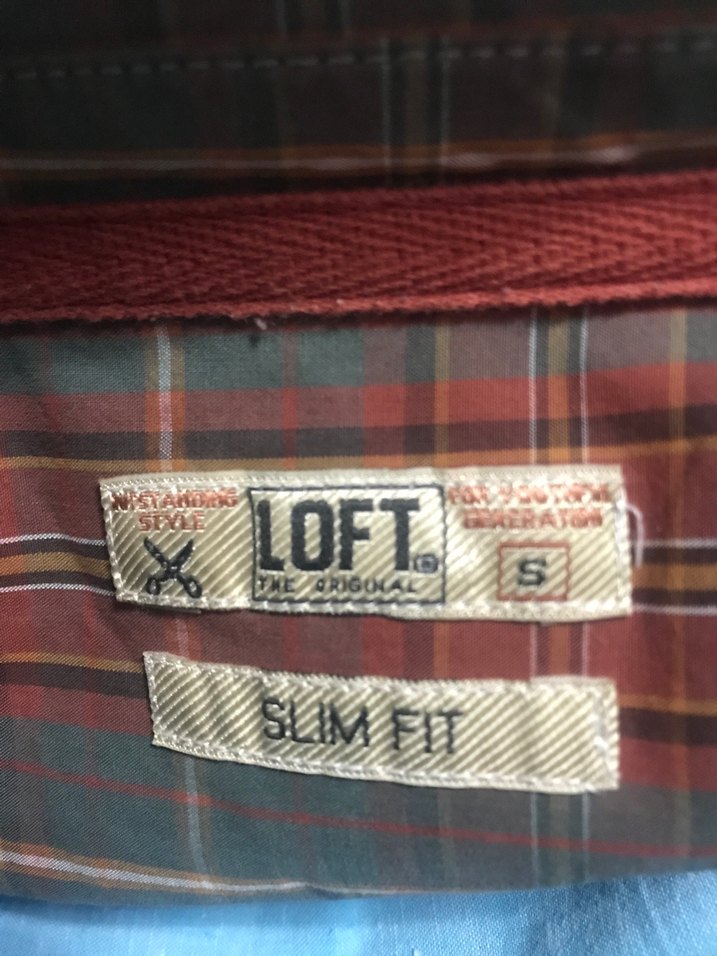 STYLE
LOFT
THE ORIGINAL
GENERATION
S
SLIM FIT